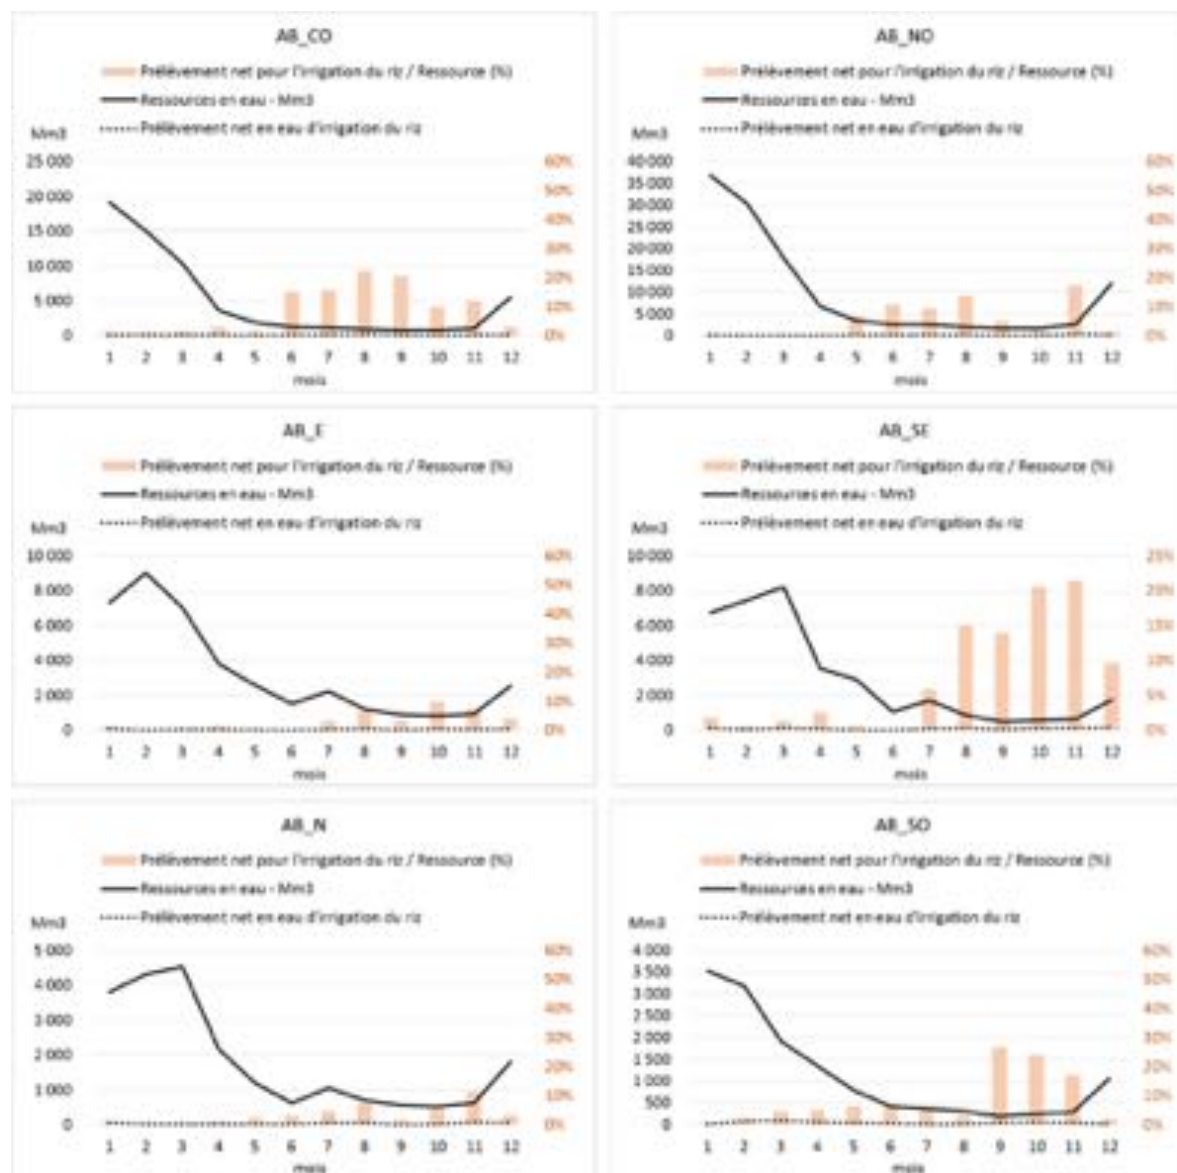 AB_CO
Prélèvement net pour l'irrigation du riz / Ressource (%)
Ressources en eau - Mm3
Prélèvement net en eau d'irrigation du riz
Mm3
25 000 60%
20 000 50%
15 000 40%
10 000 30%
5 000 20%
0 10%
0%
1 2 3 4 5 6 7 8 9 10 11 12
mois
AB_NO
Prélèvement net pour l'irrigation du riz / Ressource (%)
Ressources en eau - Mm3
Prélèvement net en eau d'irrigation du riz
Mm3
40 000 60%
35 000 50%
30 000 40%
25 000 30%
20 000 20%
15 000 10%
10 000 0%
5 000
0
1 2 3 4 5 6 7 8 9 10 11 12
mois
AB_E
Prélèvement net pour l'irrigation du riz / Ressource (%)
Ressources en eau - Mm3
Prélèvement net en eau d'irrigation du riz
Mm3
10 000 60%
8 000 50%
6 000 40%
4 000 30%
2 000 20%
0 10%
0%
1 2 3 4 5 6 7 8 9 10 11 12
mois
AB_SE
Prélèvement net pour l'irrigation du riz / Ressource (%)
Ressources en eau - Mm3
Prélèvement net en eau d'irrigation du riz
Mm3
10 000 25%
8 000 20%
6 000 15%
4 000 10%
2 000 5%
0 0%
1 2 3 4 5 6 7 8 9 10 11 12
mois
AB_N
Prélèvement net pour l'irrigation du riz / Ressource (%)
Ressources en eau - Mm3
Prélèvement net en eau d'irrigation du riz
Mm3
5 000 60%
4 000 50%
3 000 40%
2 000 30%
1 000 20%
0 10%
0%
1 2 3 4 5 6 7 8 9 10 11 12
mois
AB_SO
Prélèvement net pour l'irrigation du riz / Ressource (%)
Ressources en eau - Mm3
Prélèvement net en eau d'irrigation du riz
Mm3
4 000 60%
3 500 50%
3 000 40%
2 500 30%
2 000 20%
1 500 10%
1 000 0%
500
0
1 2 3 4 5 6 7 8 9 10 11 12
mois